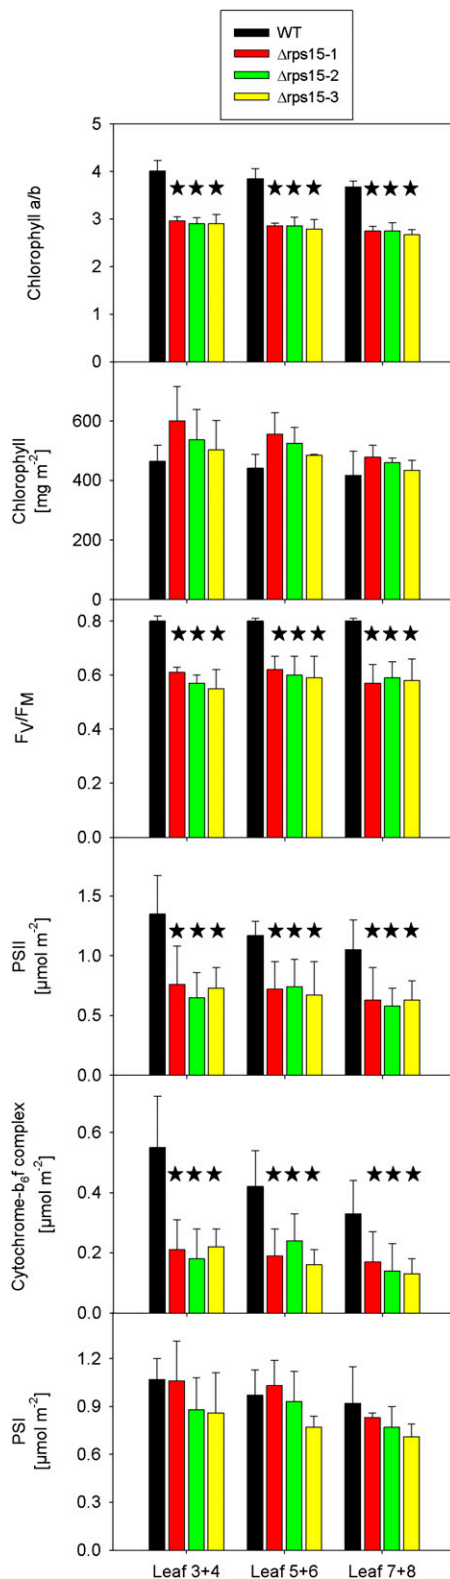 WT
Δrps15-1
Δrps15-2
Δrps15-3
5
4
3
2
1
0
Chlorophyll a/b
600
400
200
0
Chlorophyll
[mg m⁻²]
0.8
0.6
0.4
0.2
0.0
Fv/FM
1.5
1.0
0.5
0.0
PSII
[µmol m⁻²]
0.6
0.4
0.2
0.0
Cytochrome-b₆f complex
[µmol m⁻²]
1.2
0.9
0.6
0.3
0.0
PSI
[µmol m⁻²]
Leaf 3+4 Leaf 5+6 Leaf 7+8